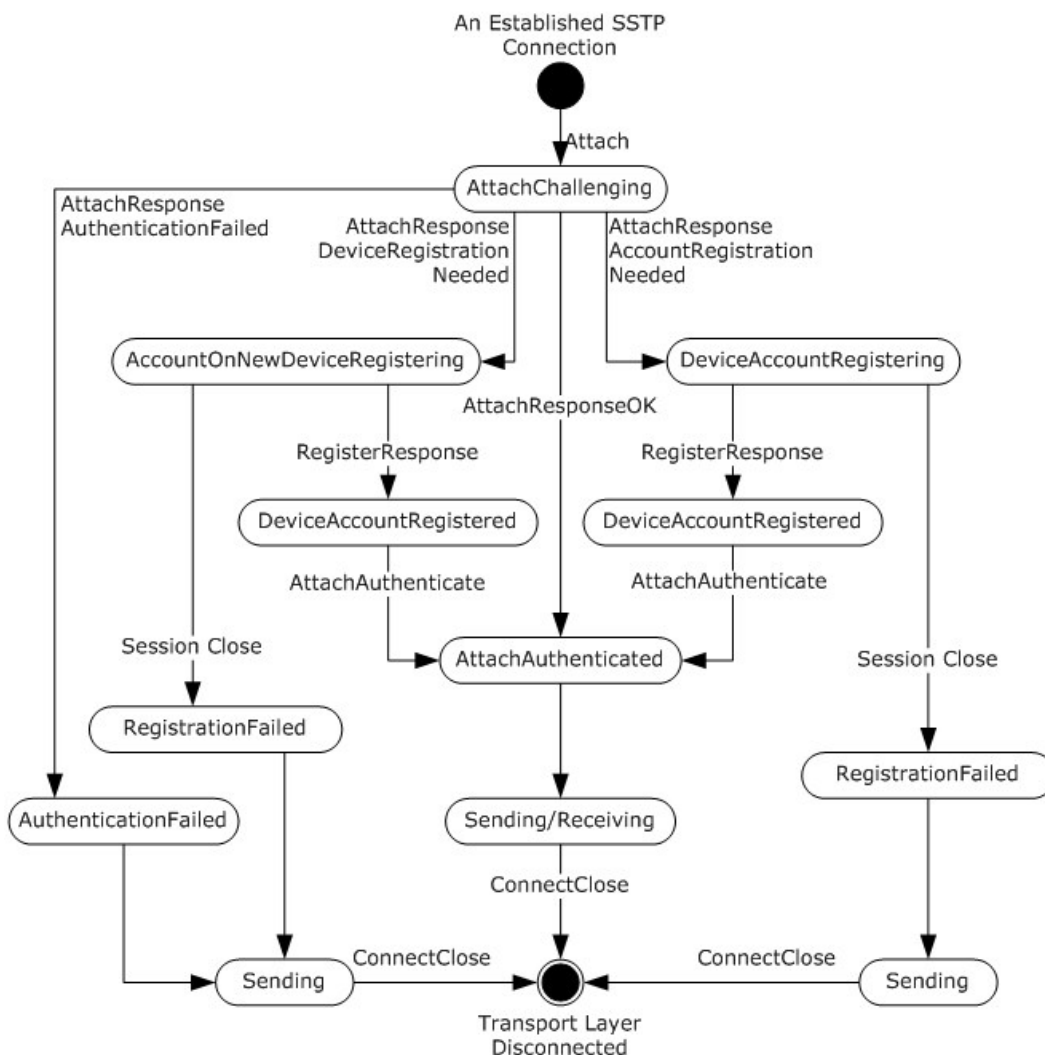 An Established SSTP
Connection
Attach
AttachChallenging
AttachResponse
AuthenticationFailed
AttachResponse
DeviceRegistration
Needed
AttachResponse
AccountRegistration
Needed
AccountOnNewDeviceRegistering
DeviceAccountRegistering
AttachResponseOK
RegisterResponse
RegisterResponse
DeviceAccountRegistered
DeviceAccountRegistered
AttachAuthenticate
AttachAuthenticate
Session Close
AttachAuthenticated
Session Close
RegistrationFailed
RegistrationFailed
AuthenticationFailed
Sending/Receiving
ConnectClose
Sending
ConnectClose
ConnectClose
Sending
Transport Layer
Disconnected